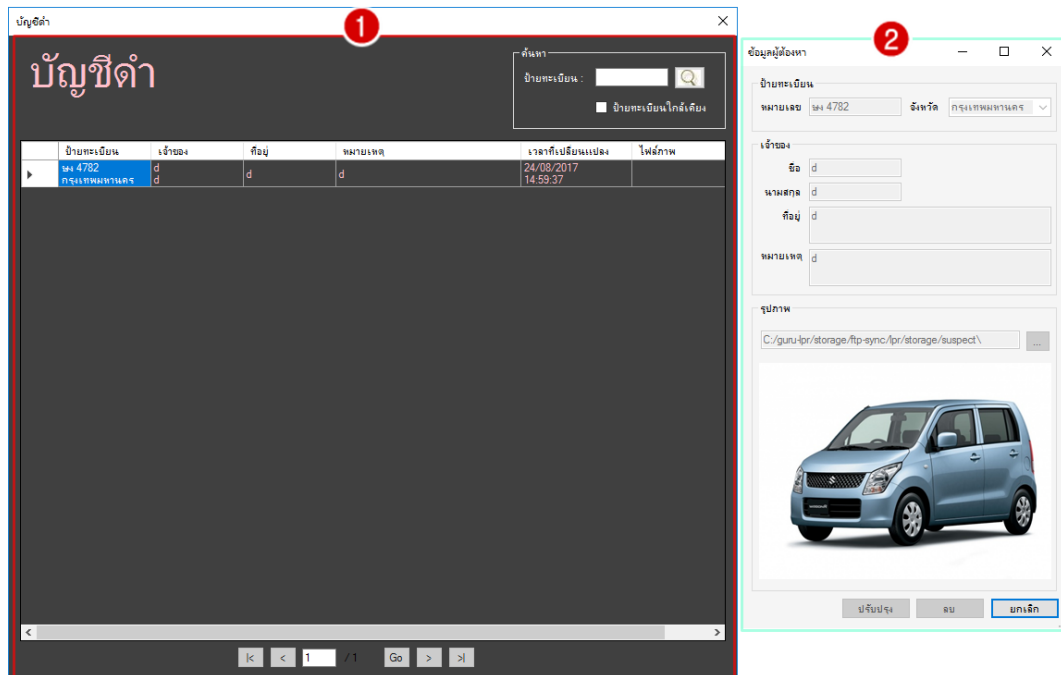 บัญชีดำ
1
บัญชีดำ
ค้นหา
ป้ายทะเบียน :
ป้ายทะเบียนใกล้เคียง
ป้ายทะเบียน เจ้าของ ที่อยู่ หมายเหตุ เวลาที่เปลี่ยนแปลง ไฟล์ภาพ
ษง 4782 d d d 24/08/2017
กรุงเทพมหานคร d 14:59:37
|< < 1 / 1 Go > >|
2
ข้อมูลผู้ต้องหา
ป้ายทะเบียน
หมายเลข ษง 4782 จังหวัด กรุงเทพมหานคร
เจ้าของ
ชื่อ d
นามสกุล d
ที่อยู่ d
หมายเหตุ d
รูปภาพ
C:/guru-lpr/storage/ftp-sync/lpr/storage/suspect\ ...
ปรับปรุง ลบ ยกเลิก